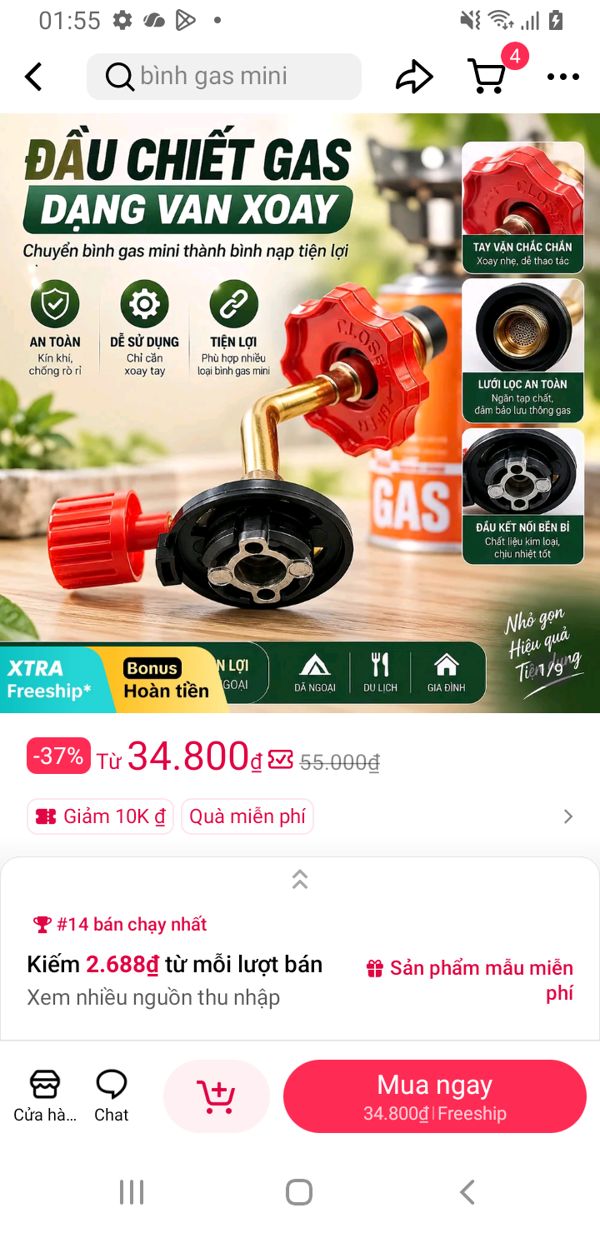 01:55
bình gas mini
4
ĐẦU CHIẾT GAS
DẠNG VAN XOAY
Chuyển bình gas mini thành bình nạp tiện lợi
AN TOÀN
Kín khí,
chống rò rỉ
DỄ SỬ DỤNG
Chỉ cần
xoay tay
TIỆN LỢI
Phù hợp nhiều
loại bình gas mini
CLOSE
GAS
TAY VẶN CHẮC CHẮN
Xoay nhẹ, dễ thao tác
LƯỚI LỌC AN TOÀN
Ngăn tạp chất,
đảm bảo lưu thông gas
ĐẦU KẾT NỐI BỀN BỈ
Chất liệu kim loại,
chịu nhiệt tốt
Nhỏ gọn
Hiệu quả
Tiện dụng
1/9
XTRA
Freeship*
Bonus
Hoàn tiền
N LỢI
GOẠI
DÃ NGOẠI
DU LỊCH
GIA ĐÌNH
-37% Từ 34.800₫ 55.000₫
Giảm 10K ₫
Quà miễn phí
#14 bán chạy nhất
Kiếm 2.688₫ từ mỗi lượt bán
Xem nhiều nguồn thu nhập
Sản phẩm mẫu miễn
phí
Cửa hà...
Chat
Mua ngay
34.800₫ | Freeship